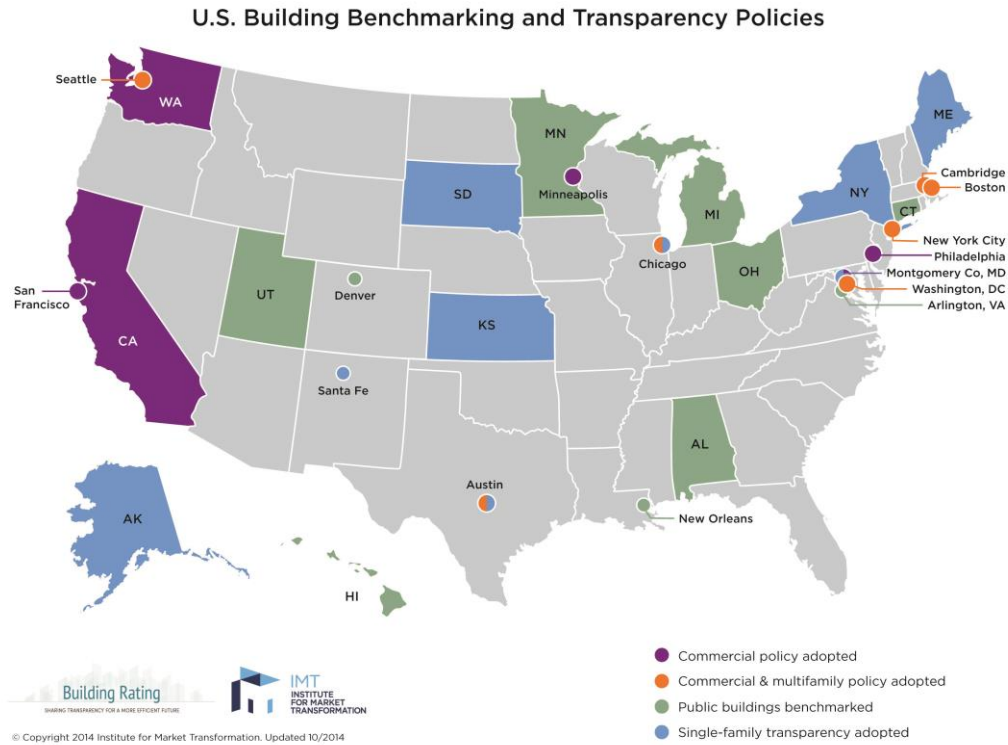 U.S. Building Benchmarking and Transparency Policies
Seattle
WA
MN
ME
Minneapolis
SD
MI
NY
Cambridge
Boston
CT
New York City
Philadelphia
Chicago
OH
Montgomery Co, MD
Washington, DC
Arlington, VA
San
Francisco
UT
Denver
KS
CA
Santa Fe
AL
Austin
New Orleans
AK
HI
Commercial policy adopted
Commercial & multifamily policy adopted
Public buildings benchmarked
Single-family transparency adopted
Building Rating
SHARING TRANSPARENCY FOR A MORE EFFICIENT FUTURE
IMT
INSTITUTE
FOR MARKET
TRANSFORMATION
© Copyright 2014 Institute for Market Transformation. Updated 10/2014